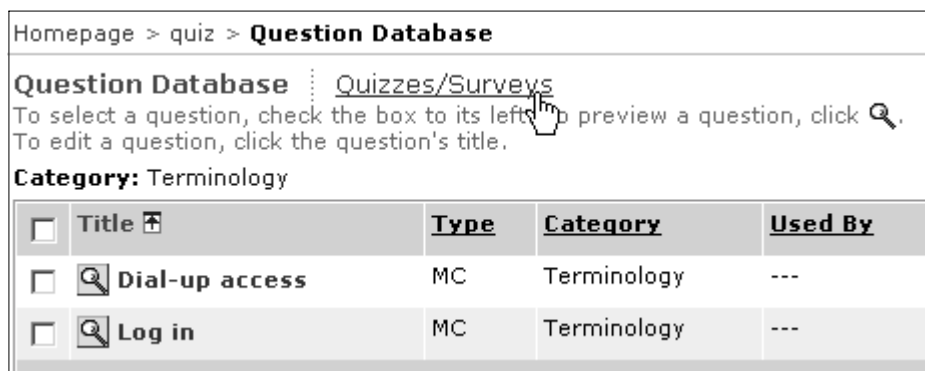 Homepage > quiz > Question Database
Question Database Quizzes/Surveys
To select a question, check the box to its left. preview a question, click .
To edit a question, click the question's title.
Category: Terminology
Title Type Category Used By
Dial-up access MC Terminology ---
Log in MC Terminology ---